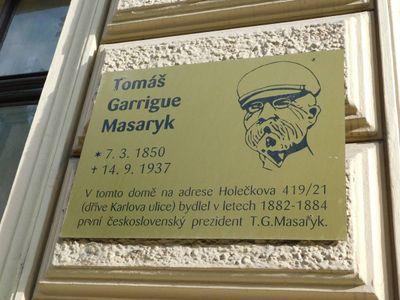 Tomáš
Garrigue
Masaryk
* 7. 3. 1850
† 14. 9. 1937
V tomto domě na adrese Holečkova 419/21
(dříve Karlova ulice) bydlel v letech 1882-1884
první československý prezident T.G.Masaryk.